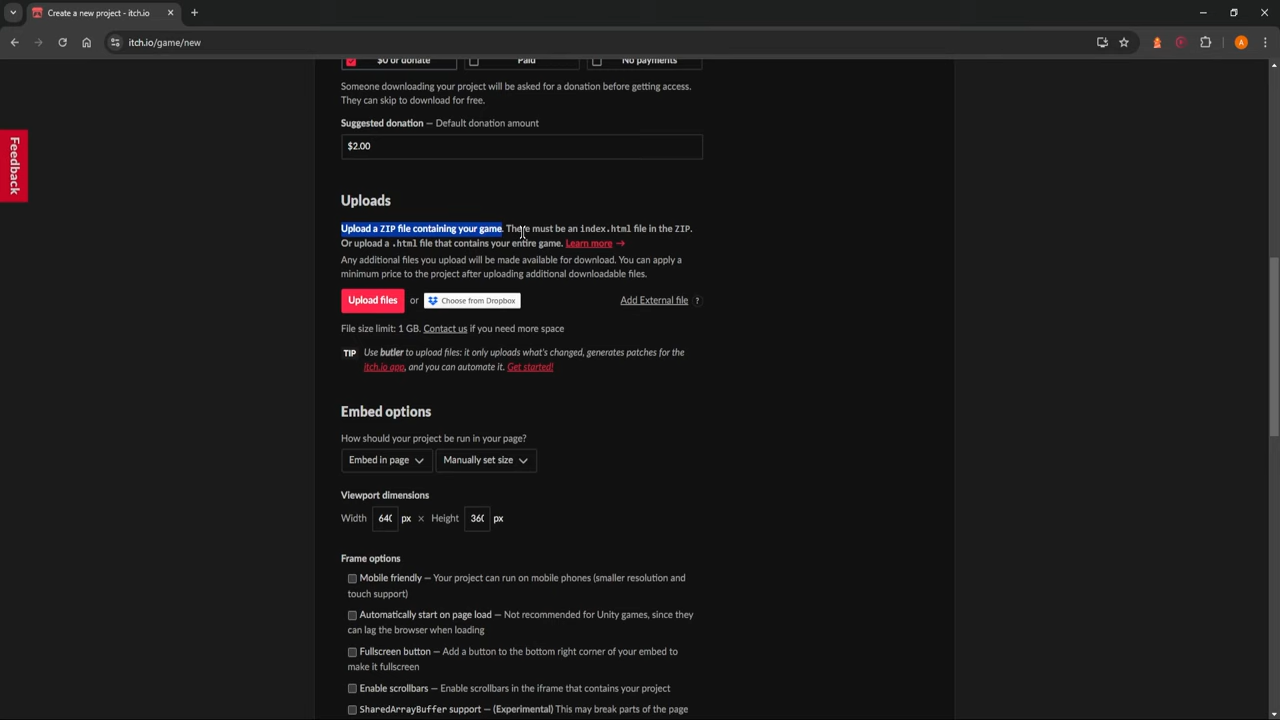 Create a new project - itch.io
itch.io/game/new
A
Feedback
$0 or donate
Paid
No payments
Someone downloading your project will be asked for a donation before getting access.
They can skip to download for free.
Suggested donation — Default donation amount
$2.00
Uploads
Upload a ZIP file containing your game. There must be an index.html file in the ZIP.
Or upload a .html file that contains your entire game. Learn more →
Any additional files you upload will be made available for download. You can apply a
minimum price to the project after uploading additional downloadable files.
Upload files or Choose from Dropbox Add External file ?
File size limit: 1 GB. Contact us if you need more space
TIP Use butler to upload files: it only uploads what's changed, generates patches for the
itch.io app, and you can automate it. Get started!
Embed options
How should your project be run in your page?
Embed in page Manually set size
Viewport dimensions
Width 640 px × Height 360 px
Frame options
Mobile friendly — Your project can run on mobile phones (smaller resolution and
touch support)
Automatically start on page load — Not recommended for Unity games, since they
can lag the browser when loading
Fullscreen button — Add a button to the bottom right corner of your embed to
make it fullscreen
Enable scrollbars — Enable scrollbars in the iframe that contains your project
SharedArrayBuffer support — (Experimental) This may break parts of the page